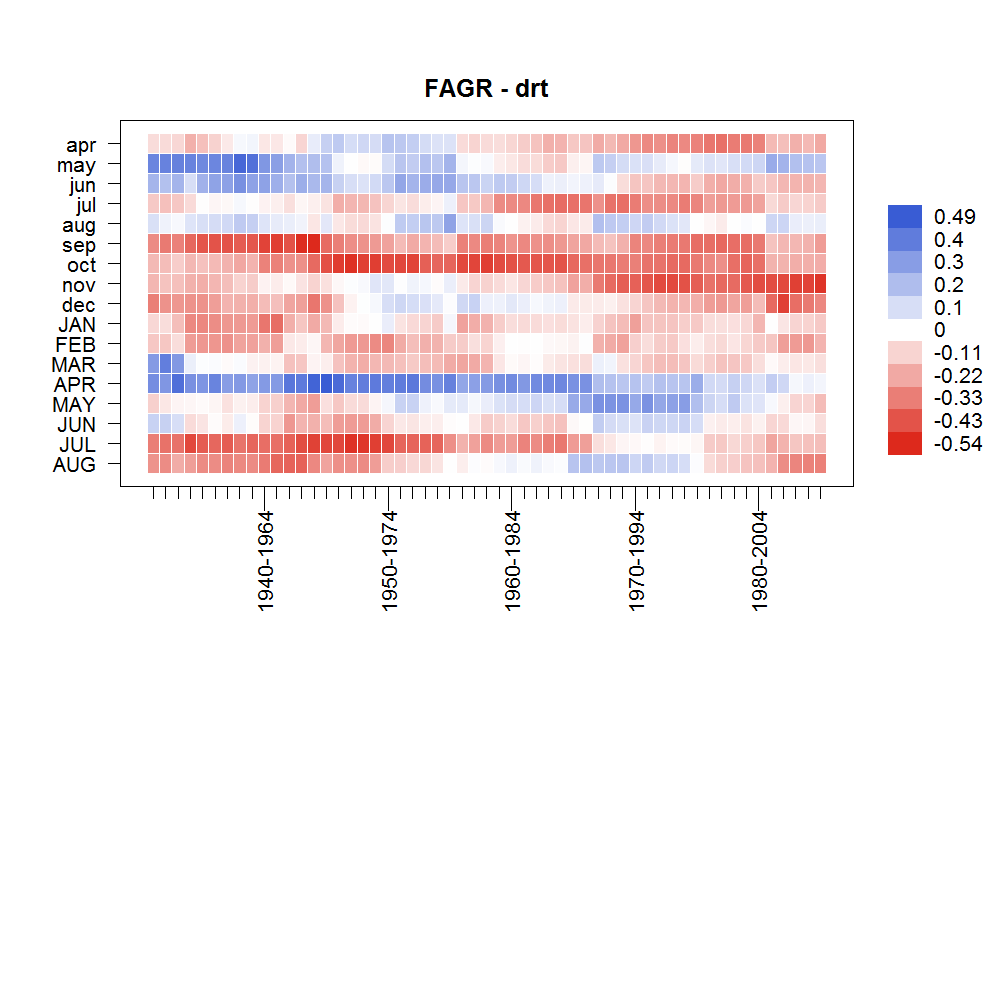 FAGR - drt
apr
may
jun
jul
aug
sep
oct
nov
dec
JAN
FEB
MAR
APR
MAY
JUN
JUL
AUG
1940-1964
1950-1974
1960-1984
1970-1994
1980-2004
0.49
0.4
0.3
0.2
0.1
0
-0.11
-0.22
-0.33
-0.43
-0.54